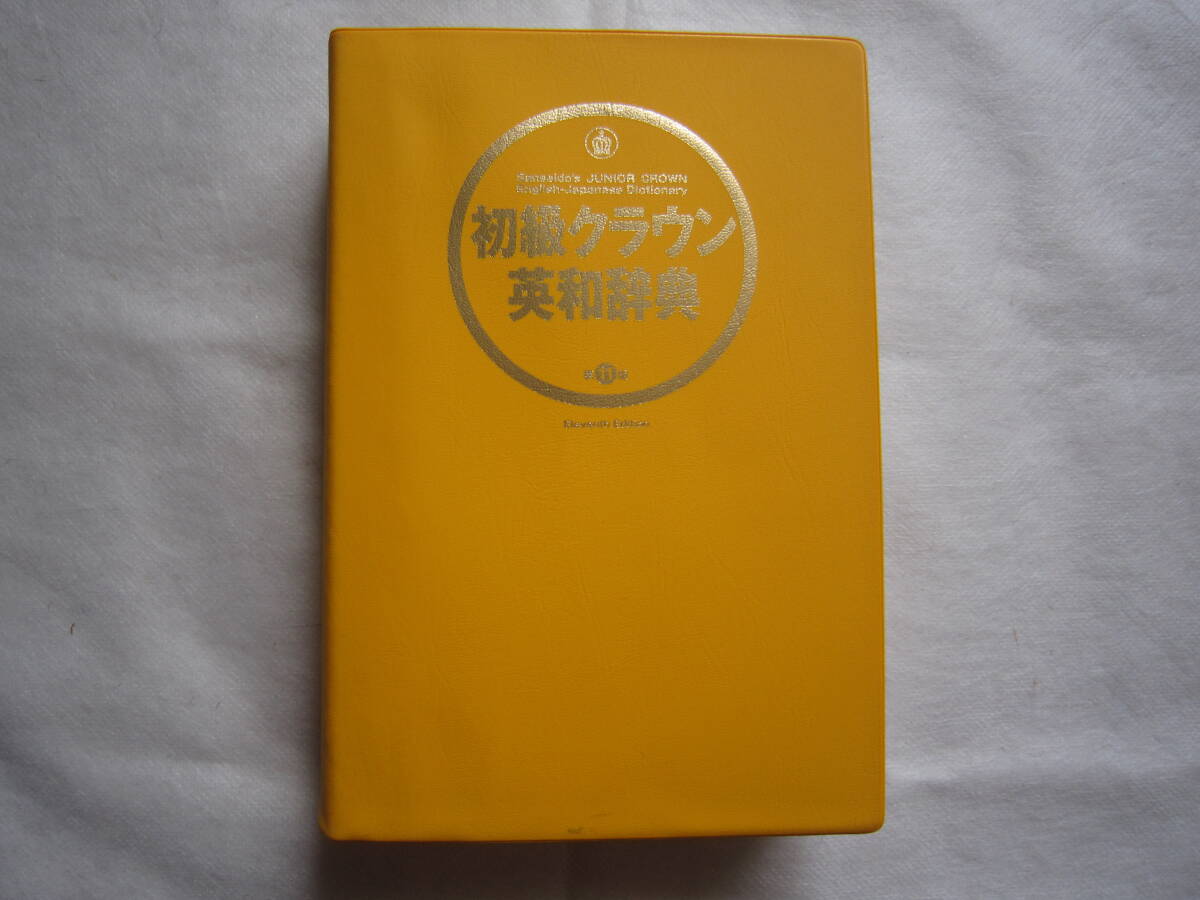 Sanseido's JUNIOR CROWN
English-Japanese Dictionary
初級クラウン
英和辞典
第11版
Eleventh Edition